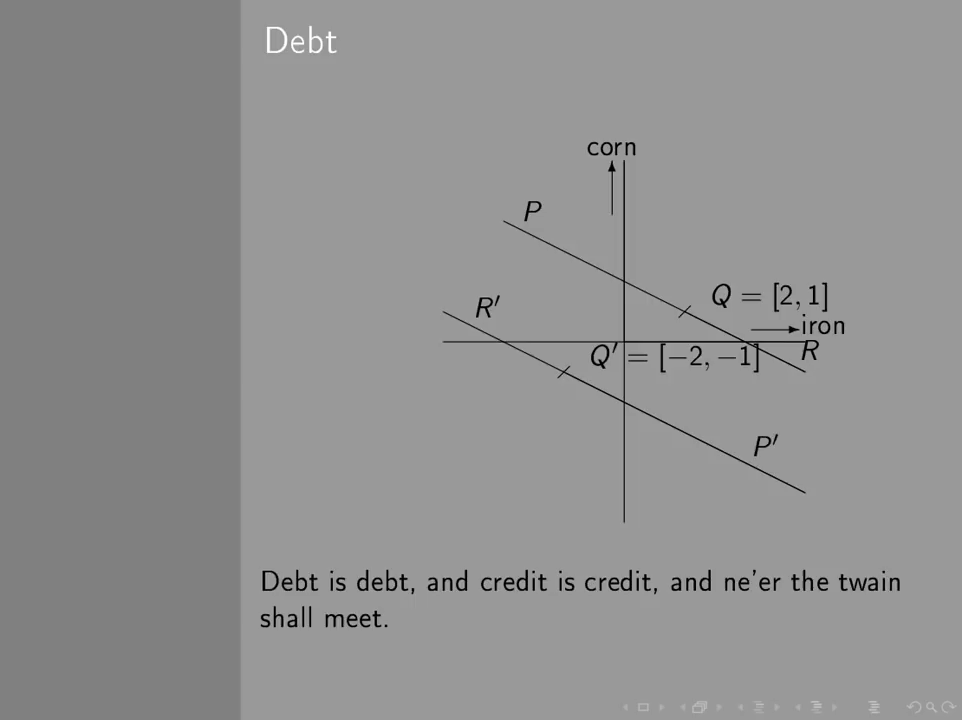 Debt
corn
P
Q = [2, 1]
R′
iron
R
Q′ = [−2, −1]
P′
Debt is debt, and credit is credit, and ne'er the twain
shall meet.